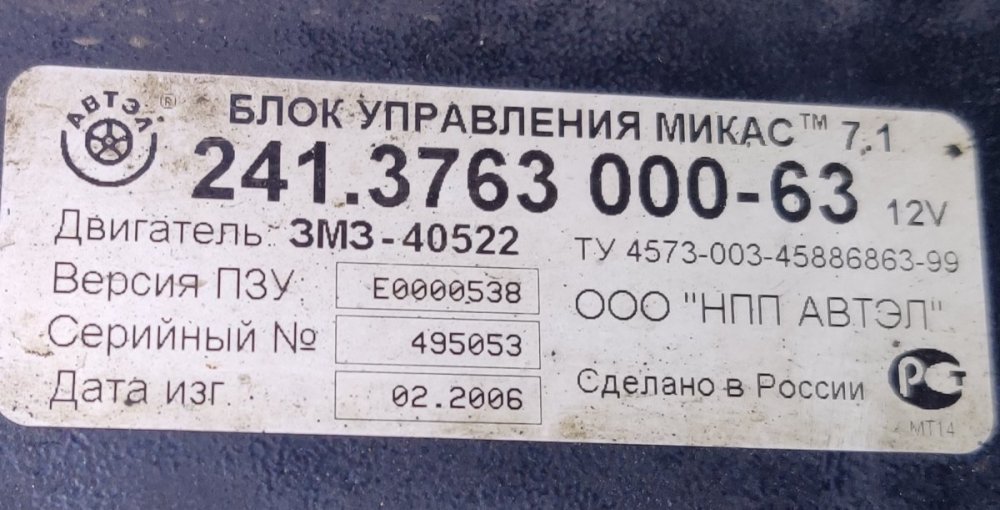 АВТЭЛ ®
БЛОК УПРАВЛЕНИЯ МИКАС™ 7.1
241.3763 000-63 12V
Двигатель: ЗМЗ-40522
ТУ 4573-003-45886863-99
Версия ПЗУ E0000538
ООО "НПП АВТЭЛ"
Серийный № 495053
Сделано в России
РСТ
Дата изг. 02.2006
МТ14